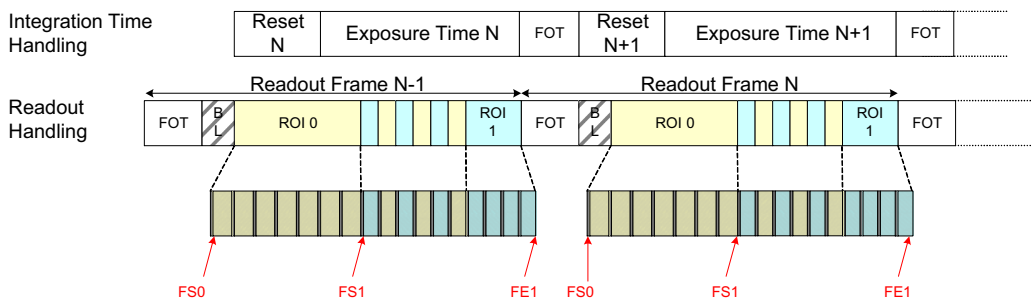 Integration Time Handling
Reset N
Exposure Time N
FOT
Reset N+1
Exposure Time N+1
FOT
Readout Frame N-1
Readout Frame N
Readout Handling
FOT
B L
ROI 0
ROI 1
FOT
B L
ROI 0
ROI 1
FOT
FS0
FS1
FE1
FS0
FS1
FE1